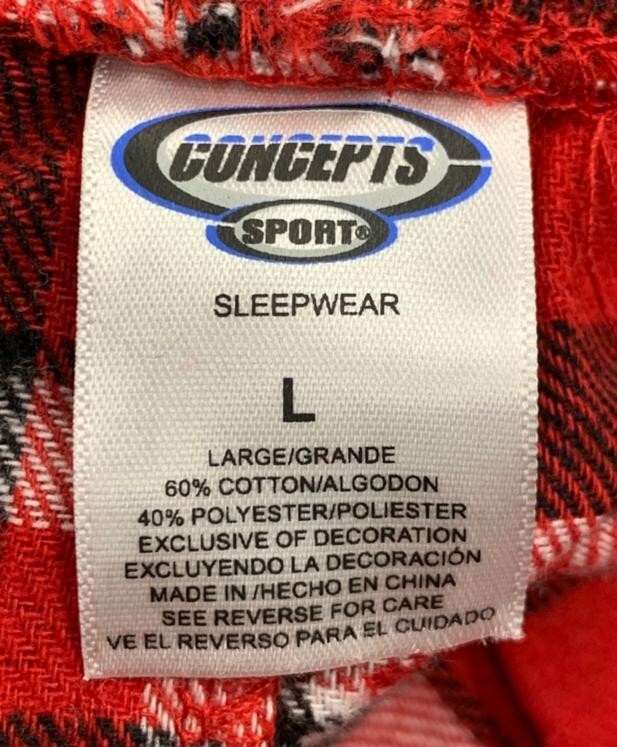 CONCEPTS
SPORT®
SLEEPWEAR
L
LARGE/GRANDE
60% COTTON/ALGODON
40% POLYESTER/POLIESTER
EXCLUSIVE OF DECORATION
EXCLUYENDO LA DECORACIÓN
MADE IN /HECHO EN CHINA
SEE REVERSE FOR CARE
VE EL REVERSO PARA EL CUIDADO